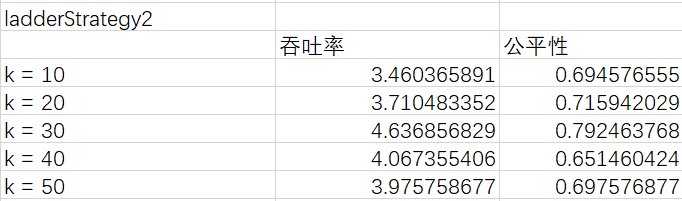 ladderStrategy2
吞吐率 公平性
k = 10 3.460365891 0.694576555
k = 20 3.710483352 0.715942029
k = 30 4.636856829 0.792463768
k = 40 4.067355406 0.651460424
k = 50 3.975758677 0.697576877